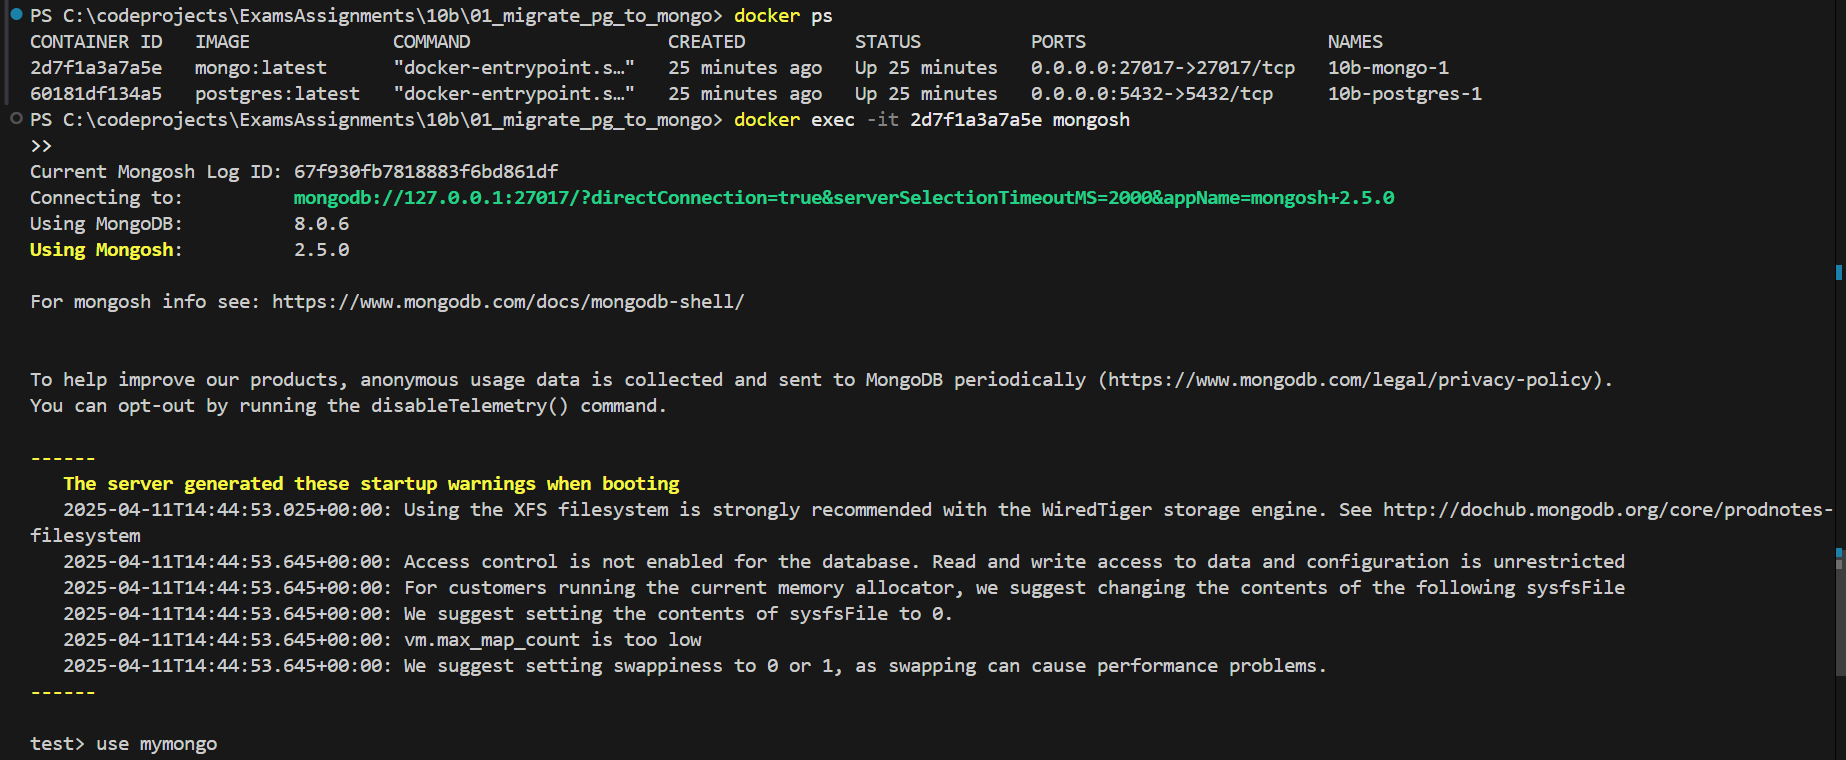 PS C:\codeprojects\ExamsAssignments\10b\01_migrate_pg_to_mongo> docker ps
CONTAINER ID   IMAGE             COMMAND                  CREATED          STATUS          PORTS                      NAMES
2d7f1a3a7a5e   mongo:latest      "docker-entrypoint.s…"   25 minutes ago   Up 25 minutes   0.0.0.0:27017->27017/tcp   10b-mongo-1
60181df134a5   postgres:latest   "docker-entrypoint.s…"   25 minutes ago   Up 25 minutes   0.0.0.0:5432->5432/tcp     10b-postgres-1
PS C:\codeprojects\ExamsAssignments\10b\01_migrate_pg_to_mongo> docker exec -it 2d7f1a3a7a5e mongosh
>>
Current Mongosh Log ID: 67f930fb7818883f6bd861df
Connecting to:          mongodb://127.0.0.1:27017/?directConnection=true&serverSelectionTimeoutMS=2000&appName=mongosh+2.5.0
Using MongoDB:          8.0.6
Using Mongosh:          2.5.0
For mongosh info see: https://www.mongodb.com/docs/mongodb-shell/
To help improve our products, anonymous usage data is collected and sent to MongoDB periodically (https://www.mongodb.com/legal/privacy-policy).
You can opt-out by running the disableTelemetry() command.
------
   The server generated these startup warnings when booting
   2025-04-11T14:44:53.025+00:00: Using the XFS filesystem is strongly recommended with the WiredTiger storage engine. See http://dochub.mongodb.org/core/prodnotes-
filesystem
   2025-04-11T14:44:53.645+00:00: Access control is not enabled for the database. Read and write access to data and configuration is unrestricted
   2025-04-11T14:44:53.645+00:00: For customers running the current memory allocator, we suggest changing the contents of the following sysfsFile
   2025-04-11T14:44:53.645+00:00: We suggest setting the contents of sysfsFile to 0.
   2025-04-11T14:44:53.645+00:00: vm.max_map_count is too low
   2025-04-11T14:44:53.645+00:00: We suggest setting swappiness to 0 or 1, as swapping can cause performance problems.
------
test> use mymongo